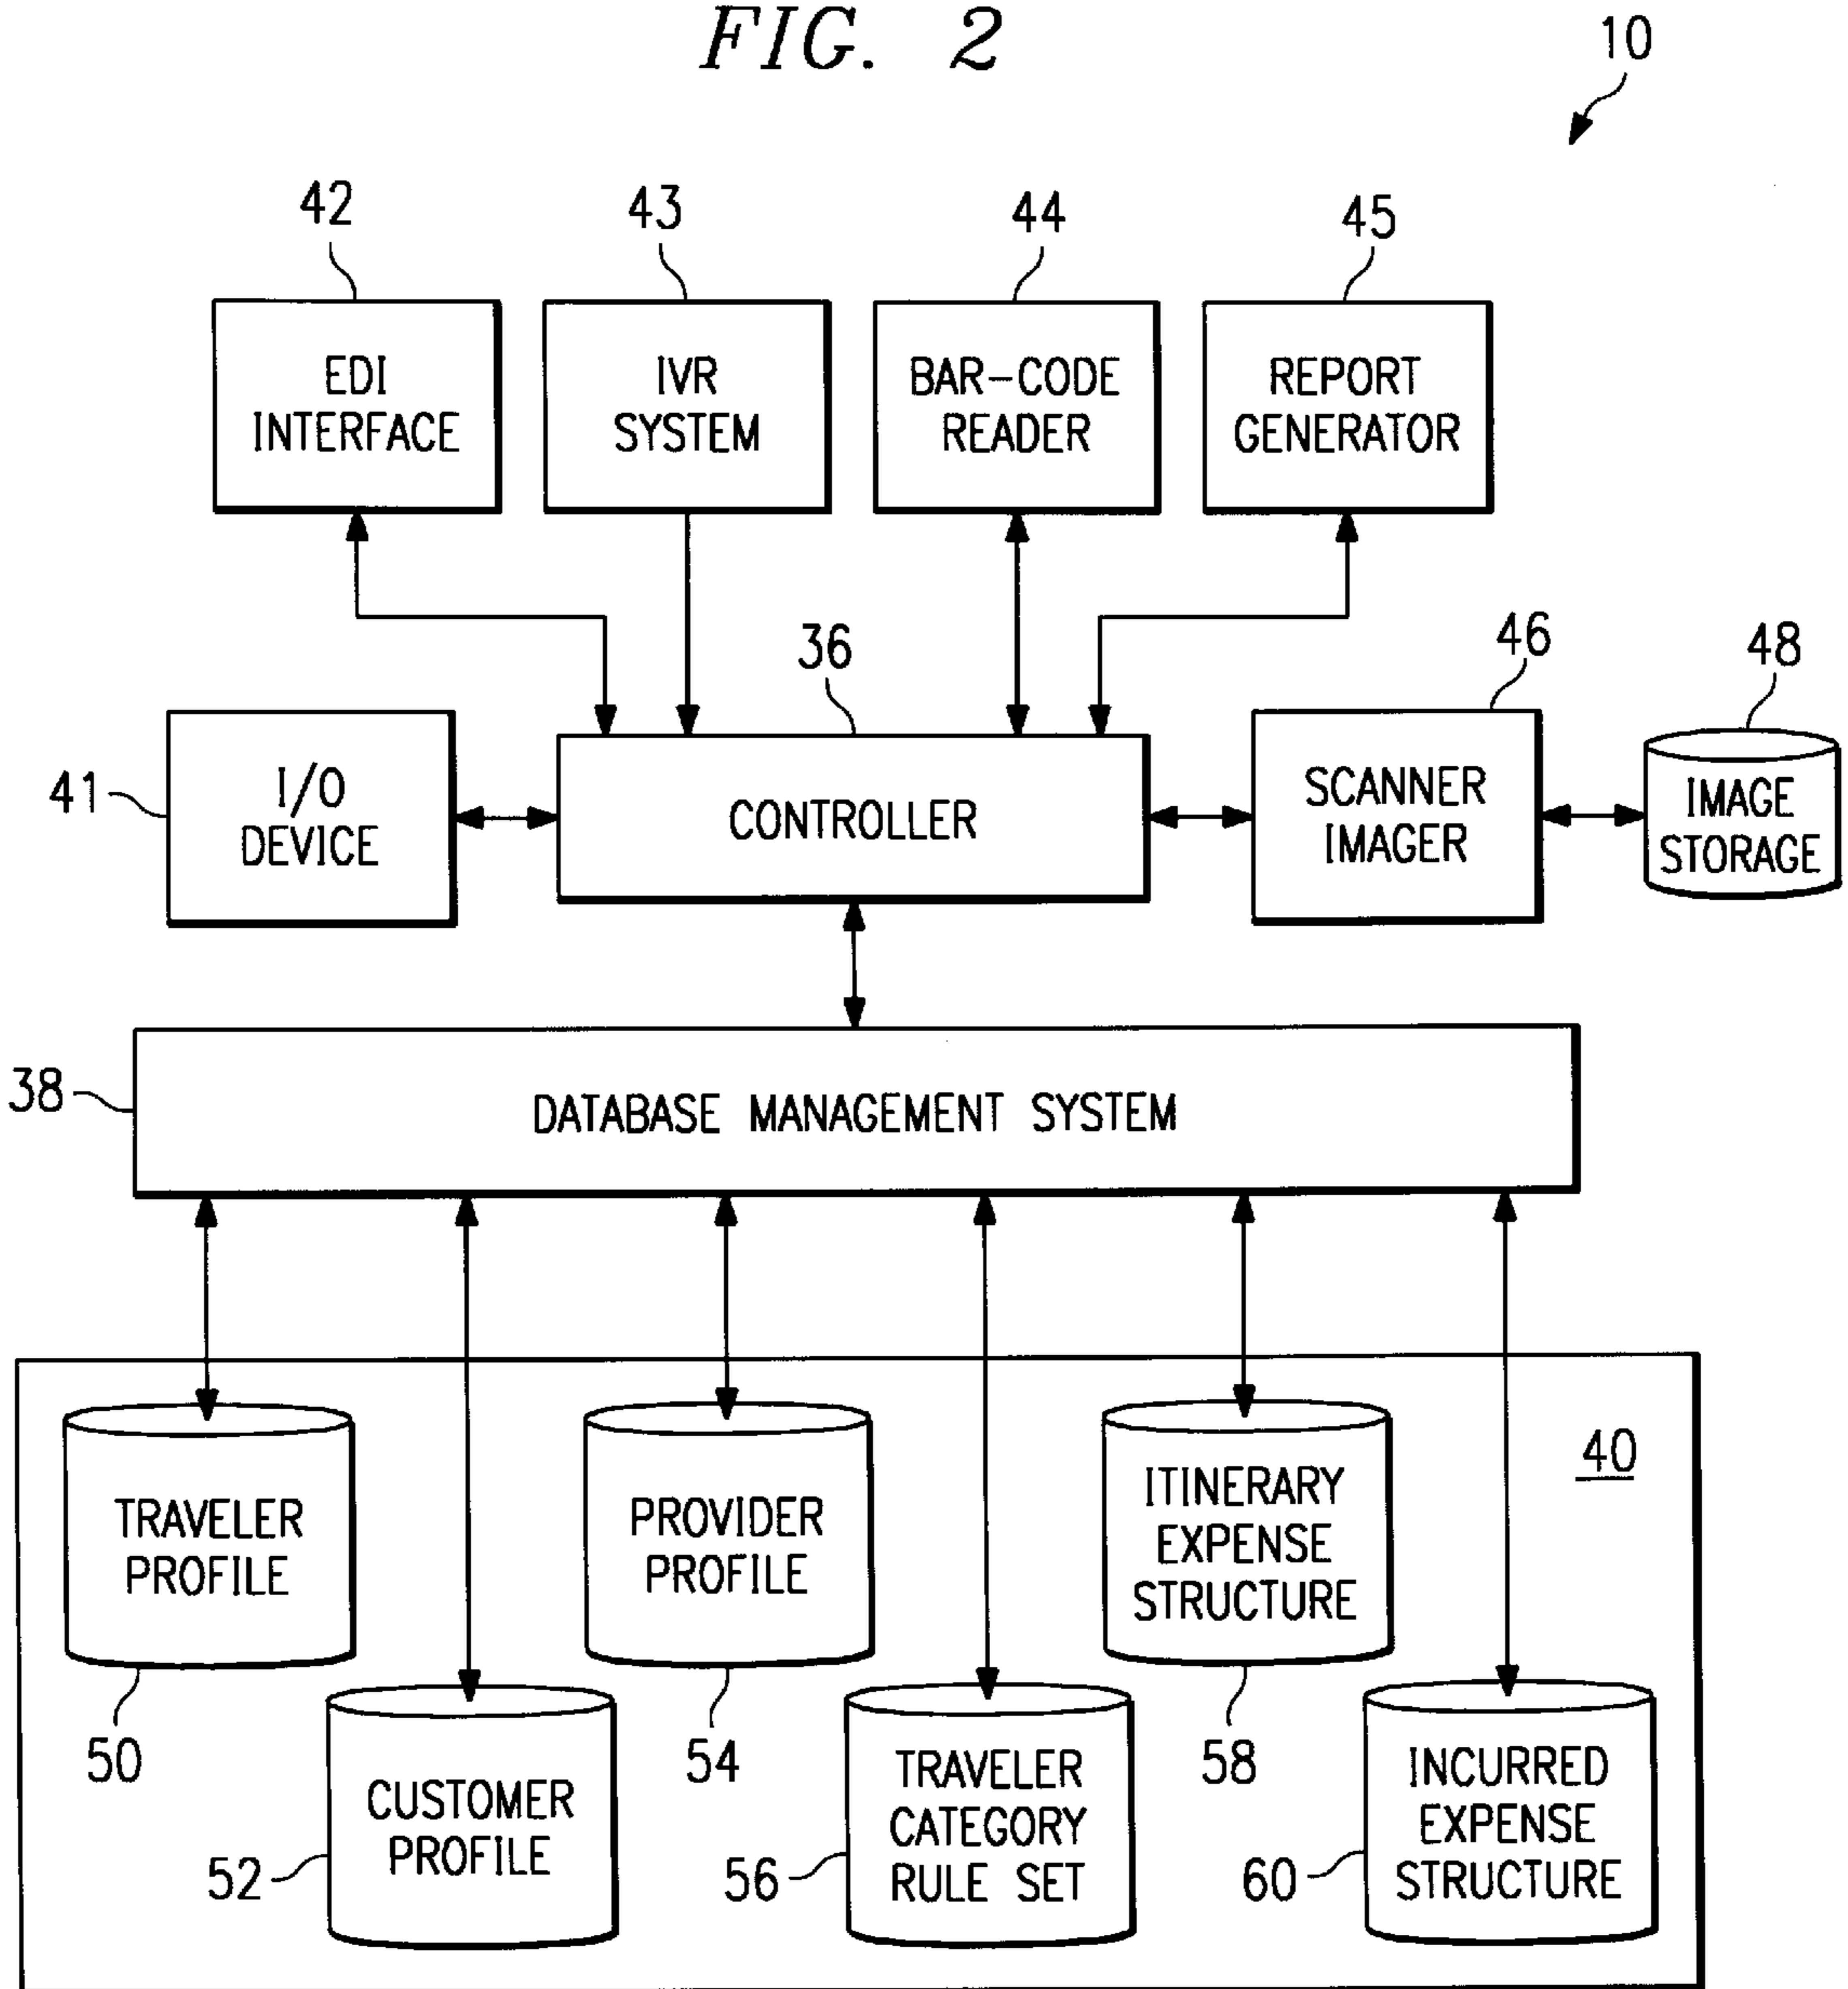 FIG. 2
10
42
43
44
45
EDI
INTERFACE
IVR
SYSTEM
BAR-CODE
READER
REPORT
GENERATOR
36
46
48
41
I/O
DEVICE
CONTROLLER
SCANNER
IMAGER
IMAGE
STORAGE
38
DATABASE MANAGEMENT SYSTEM
40
TRAVELER
PROFILE
PROVIDER
PROFILE
ITINERARY
EXPENSE
STRUCTURE
50
54
58
CUSTOMER
PROFILE
52
TRAVELER
CATEGORY
RULE SET
56
INCURRED
EXPENSE
STRUCTURE
60